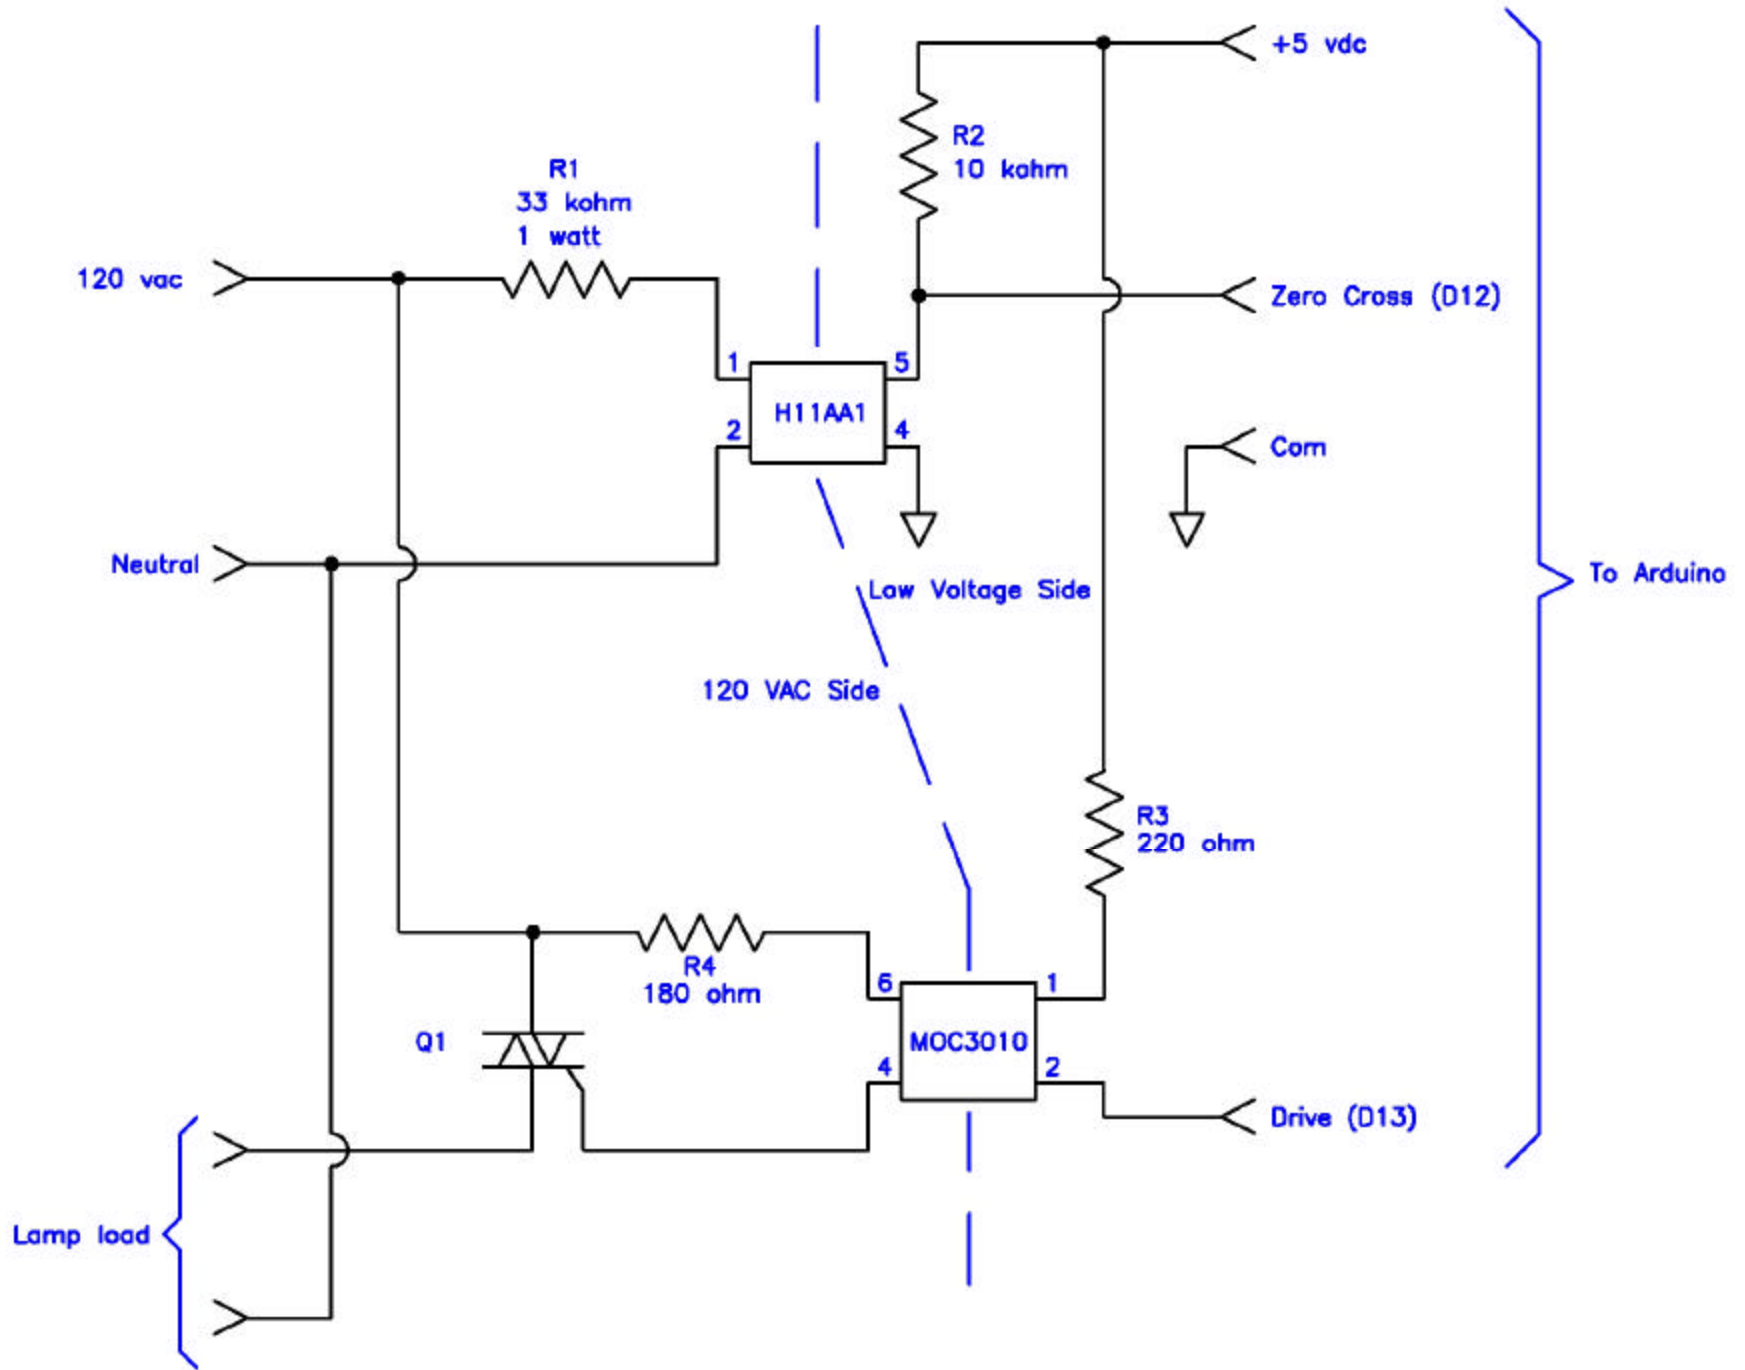 +5 vdc
R2
10 kohm
R1
33 kohm
1 watt
120 vac
Zero Cross (D12)
1
5
H11AA1
2
4
Com
Neutral
To Arduino
Low Voltage Side
120 VAC Side
R3
220 ohm
R4
180 ohm
6
1
Q1
MOC3010
4
2
Drive (D13)
Lamp load